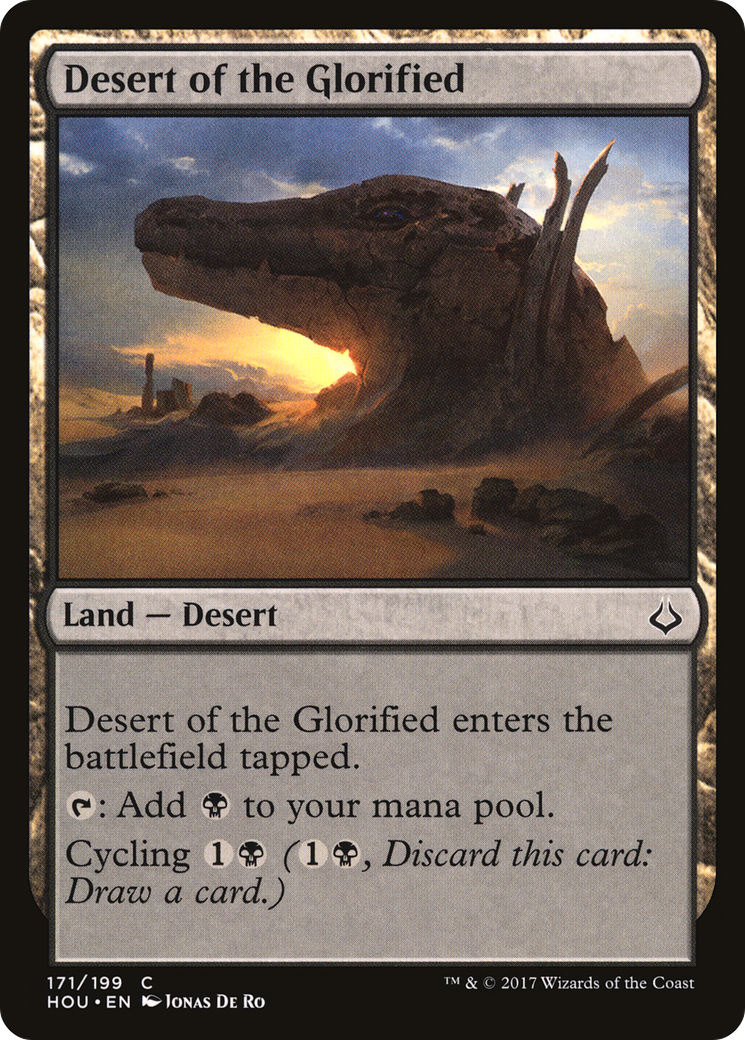 Desert of the Glorified
Land — Desert
Desert of the Glorified enters the
battlefield tapped.
: Add to your mana pool.
Cycling 1 (1, Discard this card:
Draw a card.)
171/199 C
HOU • EN Jonas De Ro
™ & © 2017 Wizards of the Coast